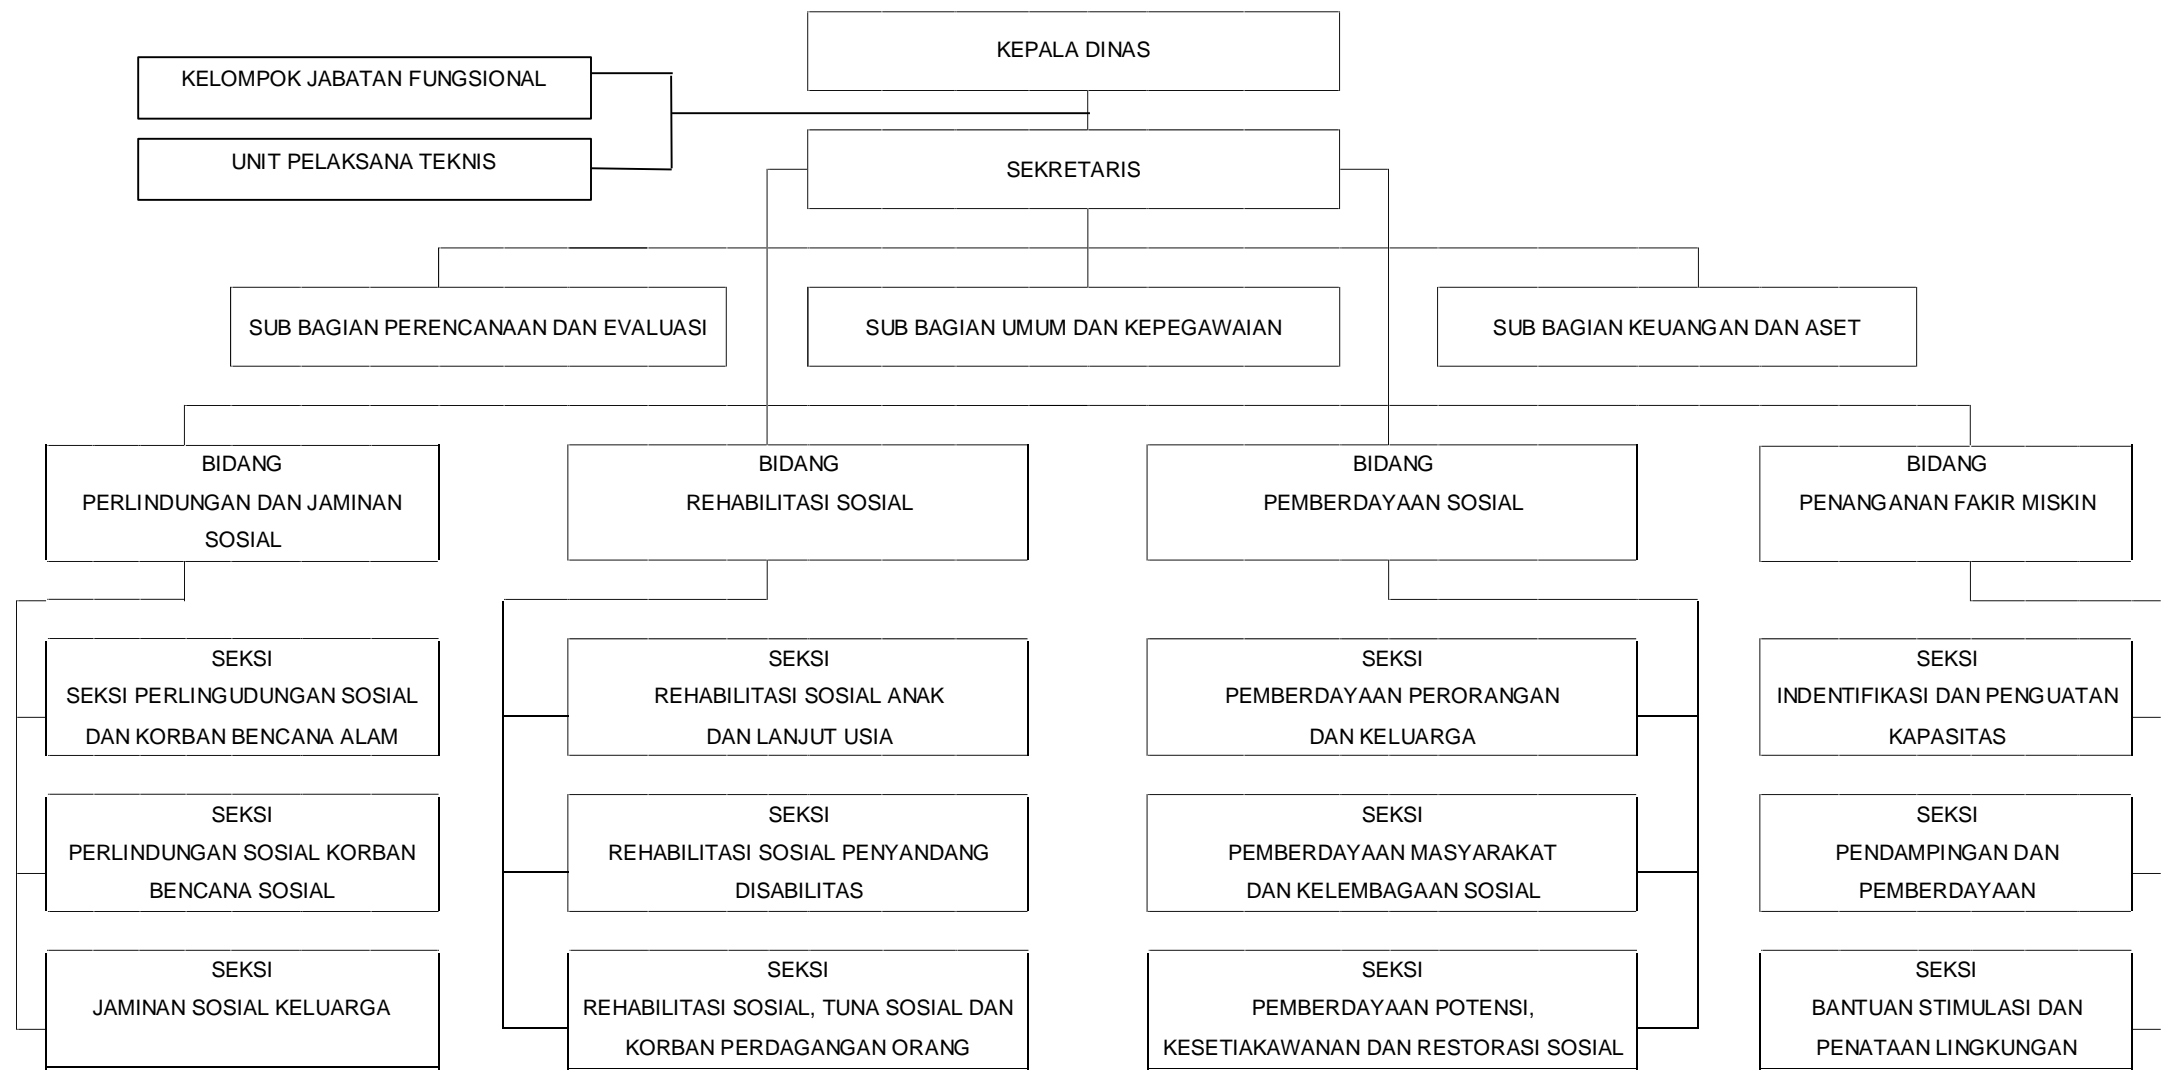 KEPALA DINAS
KELOMPOK JABATAN FUNGSIONAL
UNIT PELAKSANA TEKNIS
SEKRETARIS
SUB BAGIAN PERENCANAAN DAN EVALUASI
SUB BAGIAN UMUM DAN KEPEGAWAIAN
SUB BAGIAN KEUANGAN DAN ASET
BIDANG
PERLINDUNGAN DAN JAMINAN
SOSIAL
BIDANG
REHABILITASI SOSIAL
BIDANG
PEMBERDAYAAN SOSIAL
BIDANG
PENANGANAN FAKIR MISKIN
SEKSI
SEKSI PERLINGUDUNGAN SOSIAL
DAN KORBAN BENCANA ALAM
SEKSI
REHABILITASI SOSIAL ANAK
DAN LANJUT USIA
SEKSI
PEMBERDAYAAN PERORANGAN
DAN KELUARGA
SEKSI
INDENTIFIKASI DAN PENGUATAN
KAPASITAS
SEKSI
PERLINDUNGAN SOSIAL KORBAN
BENCANA SOSIAL
SEKSI
REHABILITASI SOSIAL PENYANDANG
DISABILITAS
SEKSI
PEMBERDAYAAN MASYARAKAT
DAN KELEMBAGAAN SOSIAL
SEKSI
PENDAMPINGAN DAN
PEMBERDAYAAN
SEKSI
JAMINAN SOSIAL KELUARGA
SEKSI
REHABILITASI SOSIAL, TUNA SOSIAL DAN
KORBAN PERDAGANGAN ORANG
SEKSI
PEMBERDAYAAN POTENSI,
KESETIAKAWANAN DAN RESTORASI SOSIAL
SEKSI
BANTUAN STIMULASI DAN
PENATAAN LINGKUNGAN